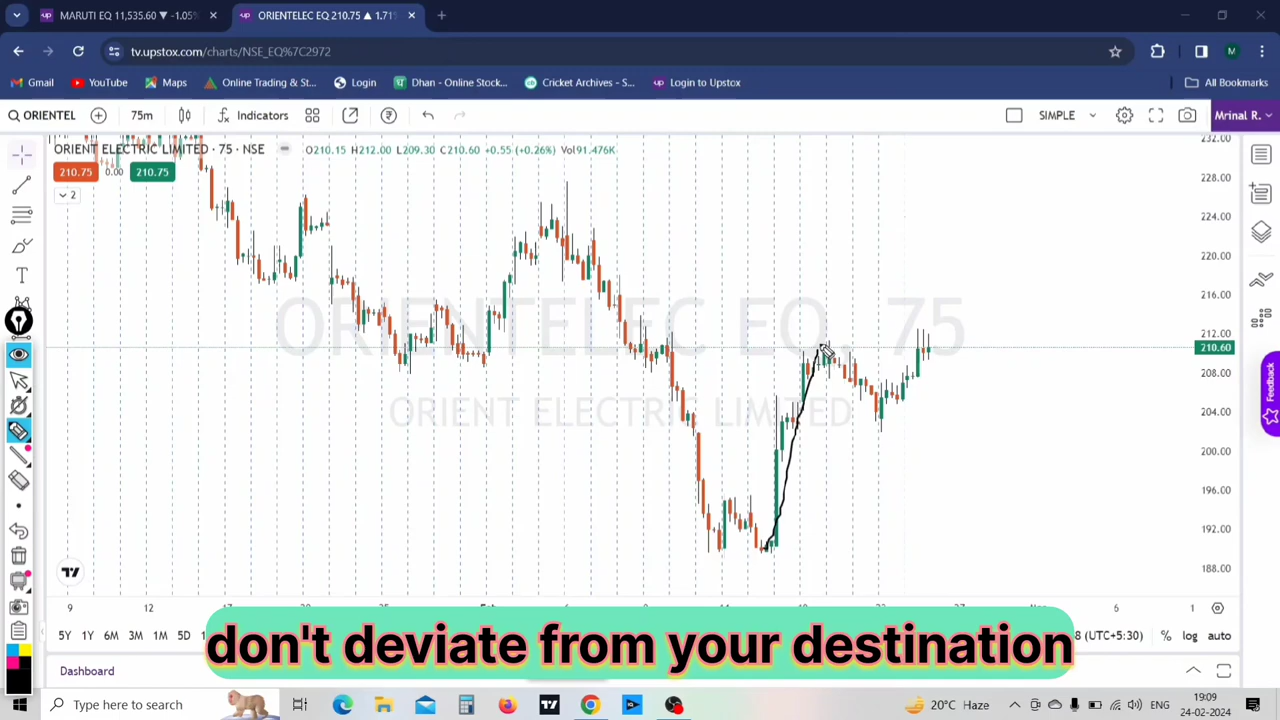 MARUTI EQ 11,535.60 ▼ -1.05%
ORIENTELEC EQ 210.75 ▲ 1.71%
tv.upstox.com/charts/NSE_EQ%7C2972
Gmail YouTube Maps Online Trading & St... Login Dhan - Online Stock... Cricket Archives - S... Login to Upstox All Bookmarks
ORIENTEL 75m Indicators SIMPLE Mrinal R.
ORIENT ELECTRIC LIMITED · 75 · NSE O210.15 H212.00 L209.30 C210.60 +0.55 (+0.26%) Vol91.476K
210.75 0.00 210.75
2
232.00
228.00
224.00
220.00
216.00
212.00
210.60
208.00
204.00
200.00
196.00
192.00
188.00
ORIENTELEC EQ, 75
ORIENT ELECTRIC LIMITED
Feedback
9 12 6 1
5Y 1Y 6M 3M 1M 5D 8 (UTC+5:30) % log auto
don't deviate from your destination
Dashboard
Type here to search
20°C Haze
ENG
19:09
24-02-2024